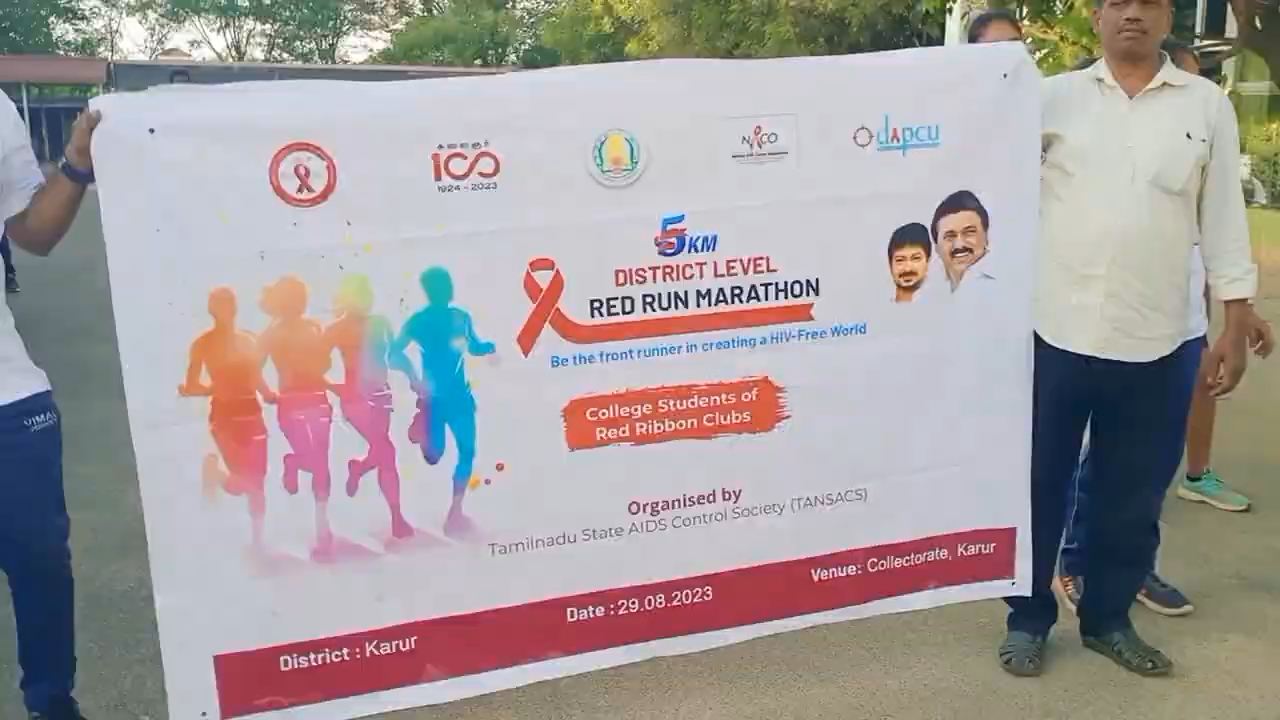 கலைஞர்
100
1924 - 2023
NACO
dapcu
5KM
DISTRICT LEVEL
RED RUN MARATHON
Be the front runner in creating a HIV-Free World
College Students of
Red Ribbon Clubs
Organised by
Tamilnadu State AIDS Control Society (TANSACS)
District : Karur
Date : 29.08.2023
Venue: Collectorate, Karur